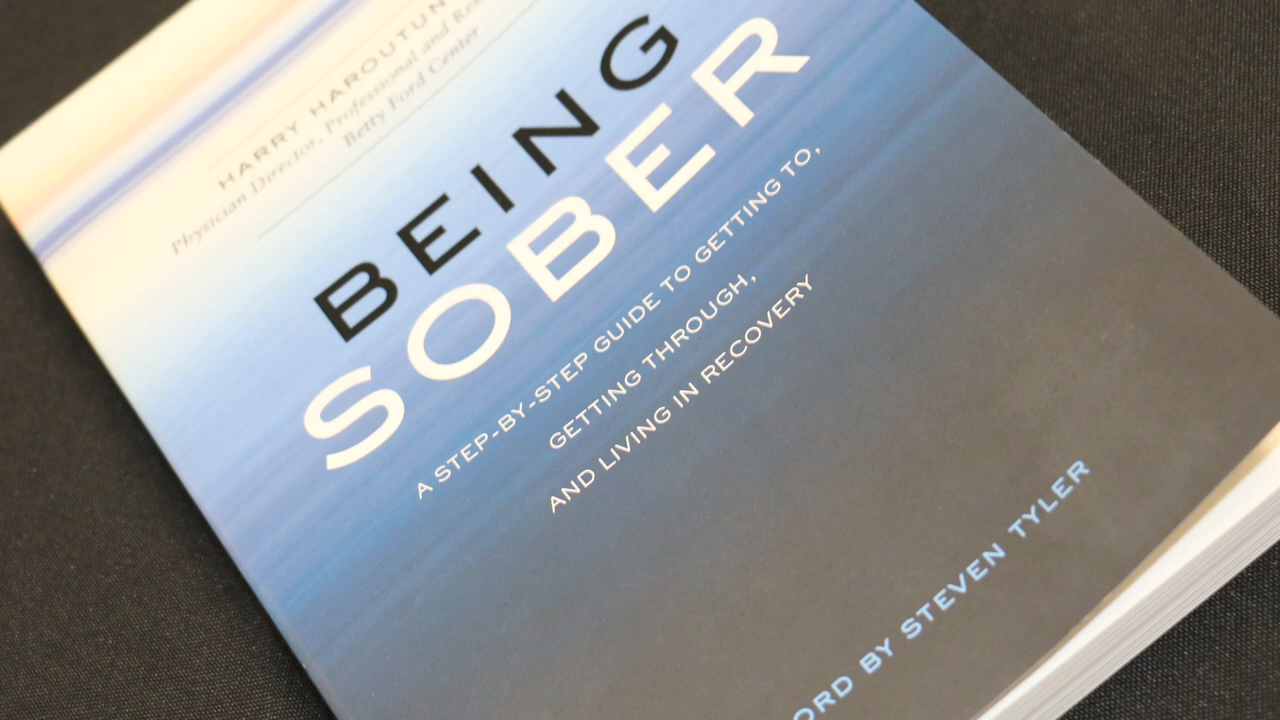 HARRY HAROUTUN
Physician Director, Professional and Re
Betty Ford Center
BEING
SOBER
A STEP-BY-STEP GUIDE TO GETTING TO,
GETTING THROUGH,
AND LIVING IN RECOVERY
ORD BY STEVEN TYLER